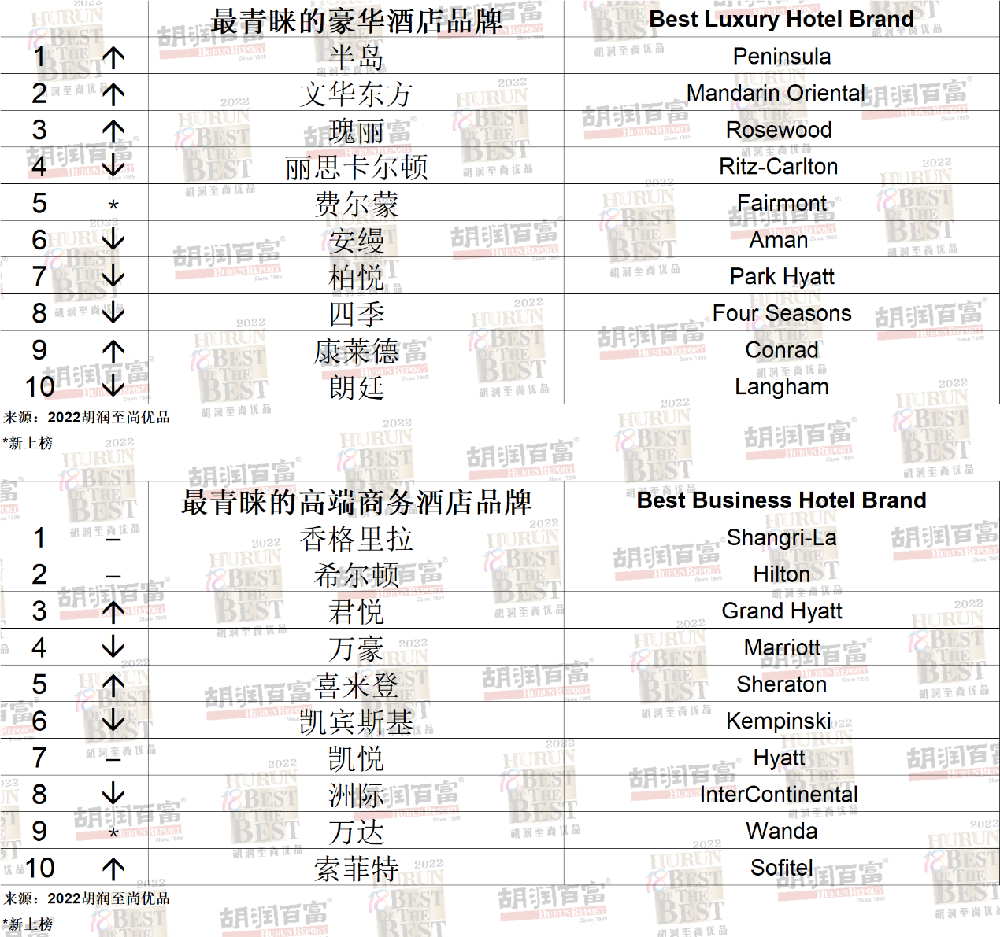 最青睐的豪华酒店品牌 Best Luxury Hotel Brand
1 ↑ 半岛 Peninsula
2 ↑ 文华东方 Mandarin Oriental
3 ↑ 瑰丽 Rosewood
4 ↓ 丽思卡尔顿 Ritz-Carlton
5 * 费尔蒙 Fairmont
6 ↓ 安缦 Aman
7 ↓ 柏悦 Park Hyatt
8 ↓ 四季 Four Seasons
9 ↑ 康莱德 Conrad
10 ↓ 朗廷 Langham
来源：2022胡润至尚优品
*新上榜
最青睐的高端商务酒店品牌 Best Business Hotel Brand
1 – 香格里拉 Shangri-La
2 – 希尔顿 Hilton
3 ↑ 君悦 Grand Hyatt
4 ↓ 万豪 Marriott
5 ↑ 喜来登 Sheraton
6 ↓ 凯宾斯基 Kempinski
7 – 凯悦 Hyatt
8 ↓ 洲际 InterContinental
9 * 万达 Wanda
10 ↑ 索菲特 Sofitel
来源：2022胡润至尚优品
*新上榜